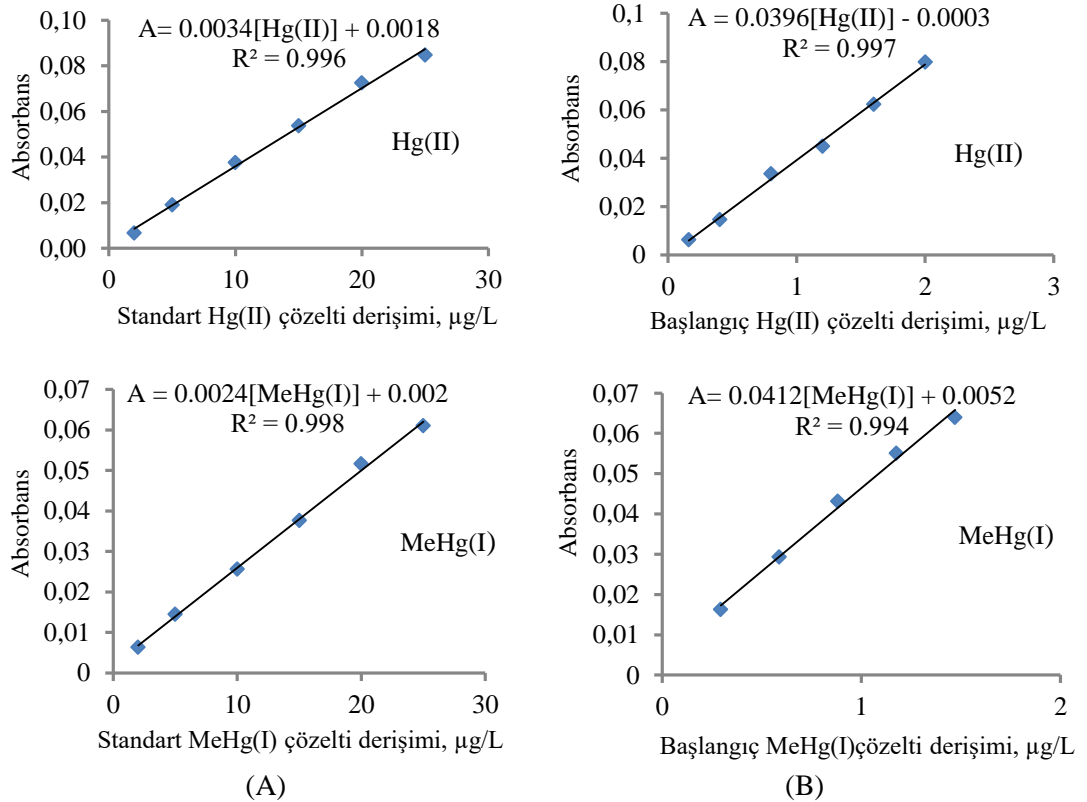 A= 0.0034[Hg(II)] + 0.0018
R² = 0.996
0,10
0,08
0,06
0,04
0,02
0,00
Absorbans
Hg(II)
0
10
20
30
Standart Hg(II) çözelti derişimi, µg/L
A = 0.0396[Hg(II)] - 0.0003
R² = 0.997
0,1
0,08
0,06
0,04
0,02
0
Absorbans
Hg(II)
0
1
2
3
Başlangıç Hg(II) çözelti derişimi, µg/L
A = 0.0024[MeHg(I)] + 0.002
R² = 0.998
0,07
0,06
0,05
0,04
0,03
0,02
0,01
0
Absorbans
MeHg(I)
0
10
20
30
Standart MeHg(I) çözelti derişimi, µg/L
(A)
A= 0.0412[MeHg(I)] + 0.0052
R² = 0.994
0,07
0,06
0,05
0,04
0,03
0,02
0,01
0
Absorbans
MeHg(I)
0
1
2
Başlangıç MeHg(I)çözelti derişimi, µg/L
(B)